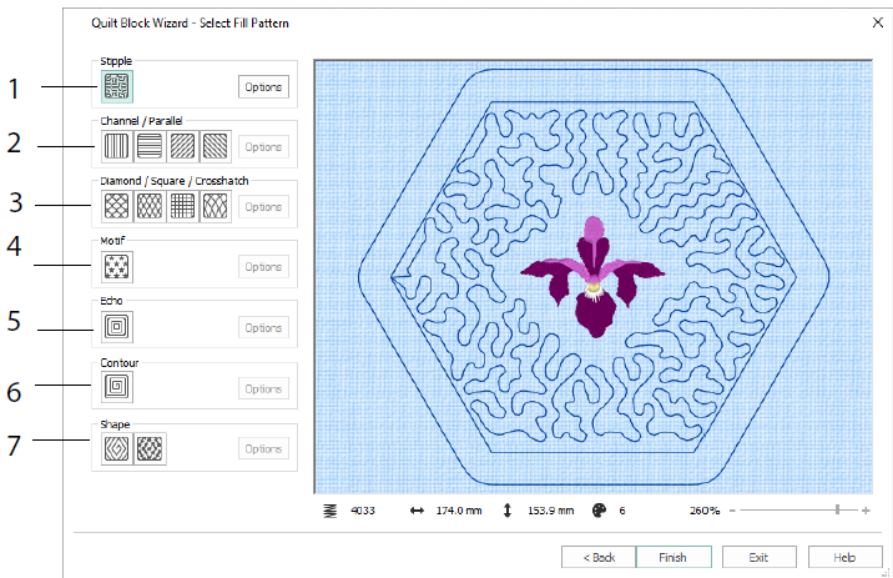 Quilt Block Wizard - Select Fill Pattern
1
Stipple
Options
2
Channel / Parallel
Options
3
Diamond / Square / Crosshatch
Options
4
Motif
Options
5
Echo
Options
6
Contour
Options
7
Shape
Options
4033 174.0 mm 153.9 mm 6 260% - +
< Back Finish Exit Help